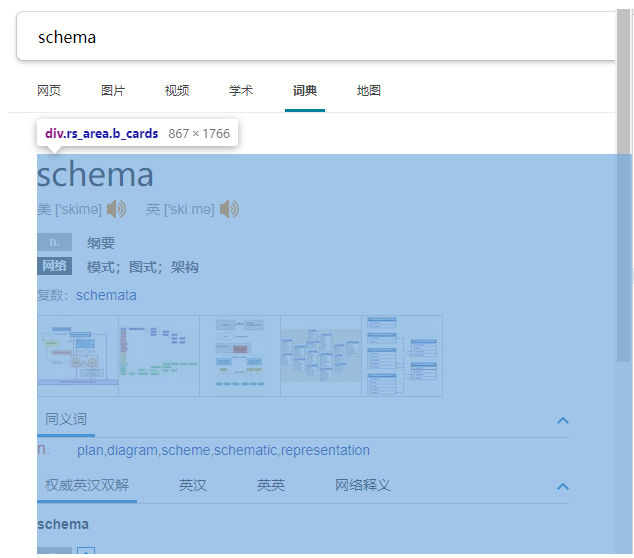 schema
网页 图片 视频 学术 词典 地图
div.rs_area.b_cards 867 × 1766
schema
美 ['skimə] 英 ['skiːmə]
n. 纲要
网络 模式；图式；架构
复数：schemata
同义词
n. plan,diagram,scheme,schematic,representation
权威英汉双解 英汉 英英 网络释义
schema